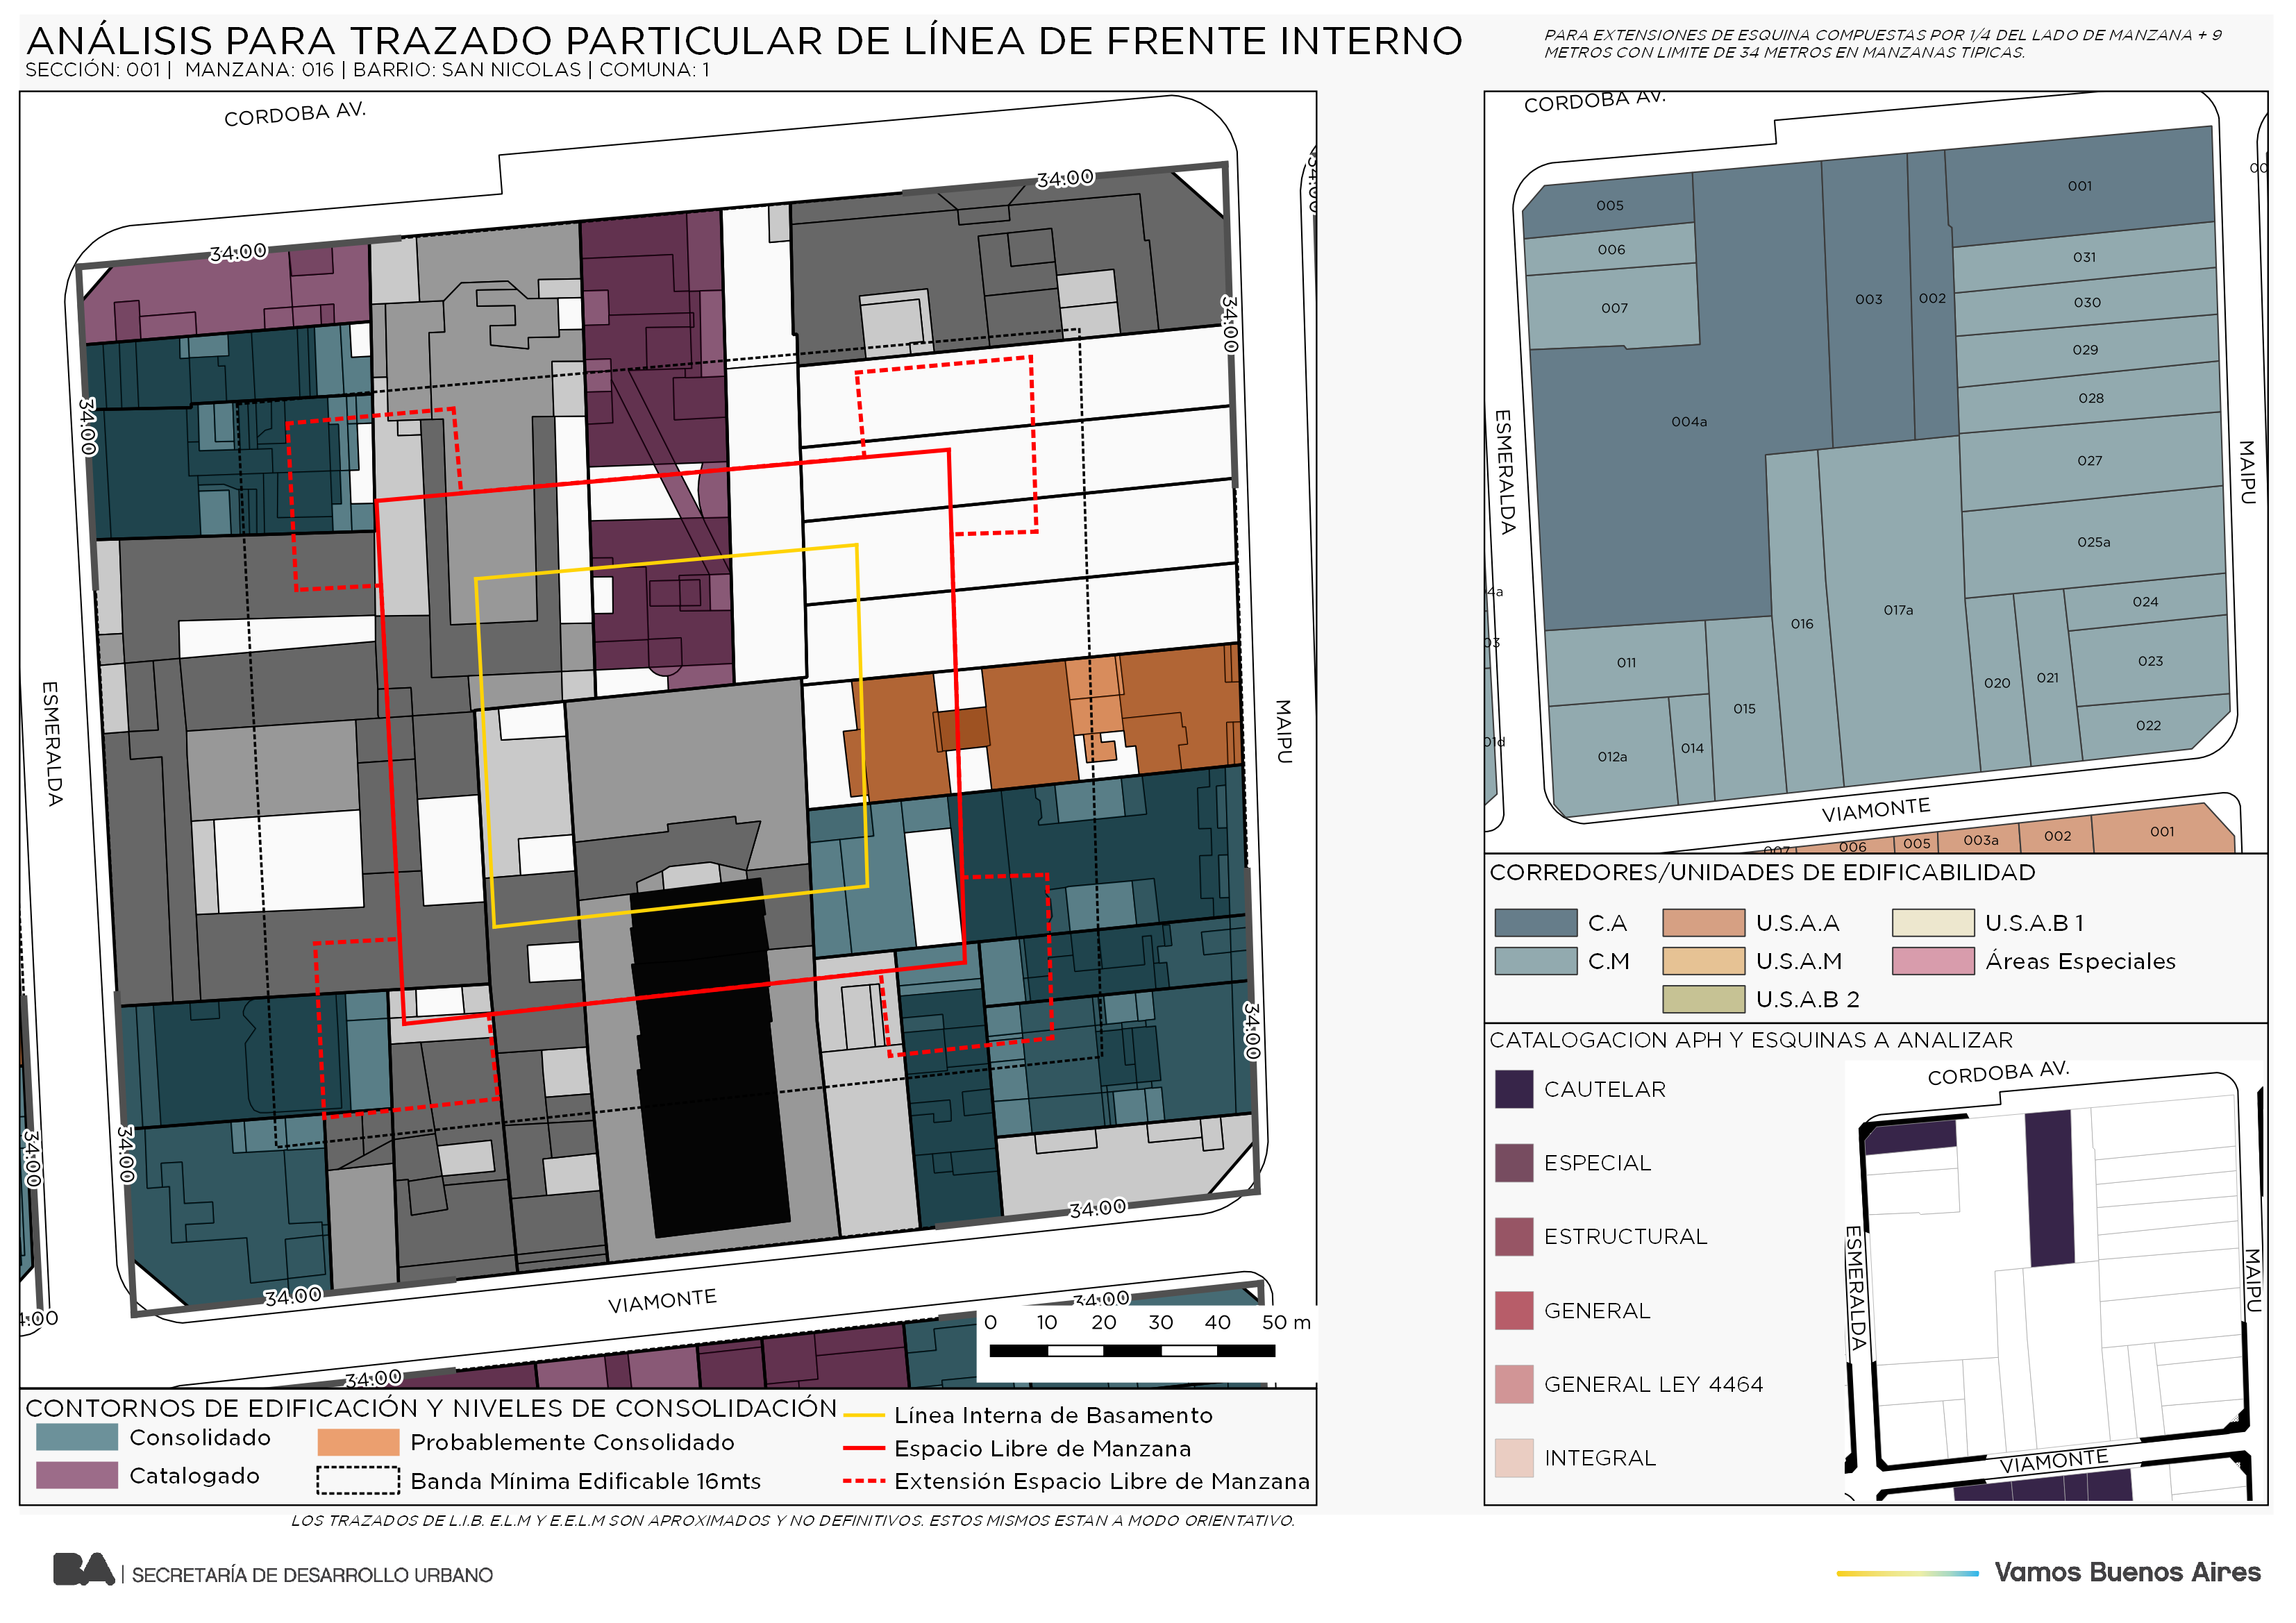 ANÁLISIS PARA TRAZADO PARTICULAR DE LÍNEA DE FRENTE INTERNO
SECCIÓN: 001 | MANZANA: 016 | BARRIO: SAN NICOLAS | COMUNA: 1
PARA EXTENSIONES DE ESQUINA COMPUESTAS POR 1/4 DEL LADO DE MANZANA + 9
METROS CON LIMITE DE 34 METROS EN MANZANAS TIPICAS.
CORDOBA AV.
34.00
34.00
34.00
34.00
ESMERALDA
MAIPU
34.00
34.00
34.00
34.00
34.00
VIAMONTE
34.00
34.00
0 10 20 30 40 50 m
CONTORNOS DE EDIFICACIÓN Y NIVELES DE CONSOLIDACIÓN
Consolidado
Catalogado
Probablemente Consolidado
Banda Mínima Edificable 16mts
Línea Interna de Basamento
Espacio Libre de Manzana
Extensión Espacio Libre de Manzana
CORDOBA AV.
001
005
006
031
007
003
002
030
029
028
004a
027
ESMERALDA
MAIPU
025a
024
016
017a
011
023
020
021
015
022
014
012a
VIAMONTE
006
005
003a
002
001
CORREDORES/UNIDADES DE EDIFICABILIDAD
C.A
U.S.A.A
U.S.A.B 1
C.M
U.S.A.M
Áreas Especiales
U.S.A.B 2
CATALOGACION APH Y ESQUINAS A ANALIZAR
CAUTELAR
ESPECIAL
ESTRUCTURAL
GENERAL
GENERAL LEY 4464
INTEGRAL
CORDOBA AV.
ESMERALDA
MAIPU
VIAMONTE
LOS TRAZADOS DE L.I.B. E.L.M Y E.E.L.M SON APROXIMADOS Y NO DEFINITIVOS. ESTOS MISMOS ESTAN A MODO ORIENTATIVO.
BA | SECRETARÍA DE DESARROLLO URBANO
Vamos Buenos Aires